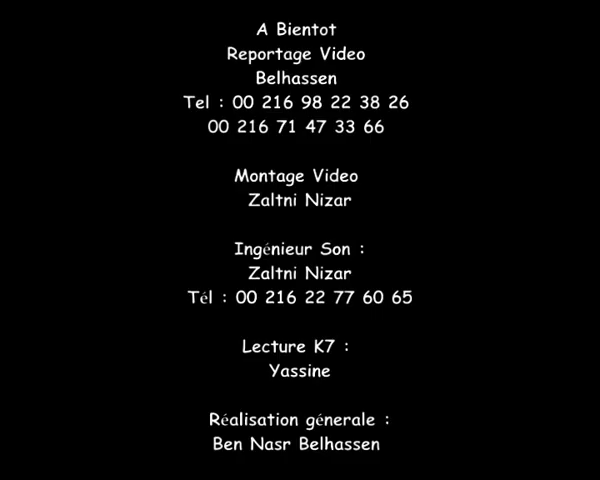 A Bientot
Reportage Video
Belhassen
Tel : 00 216 98 22 38 26
00 216 71 47 33 66
Montage Video
Zaltni Nizar
Ingénieur Son :
Zaltni Nizar
Tél : 00 216 22 77 60 65
Lecture K7 :
Yassine
Réalisation génerale :
Ben Nasr Belhassen